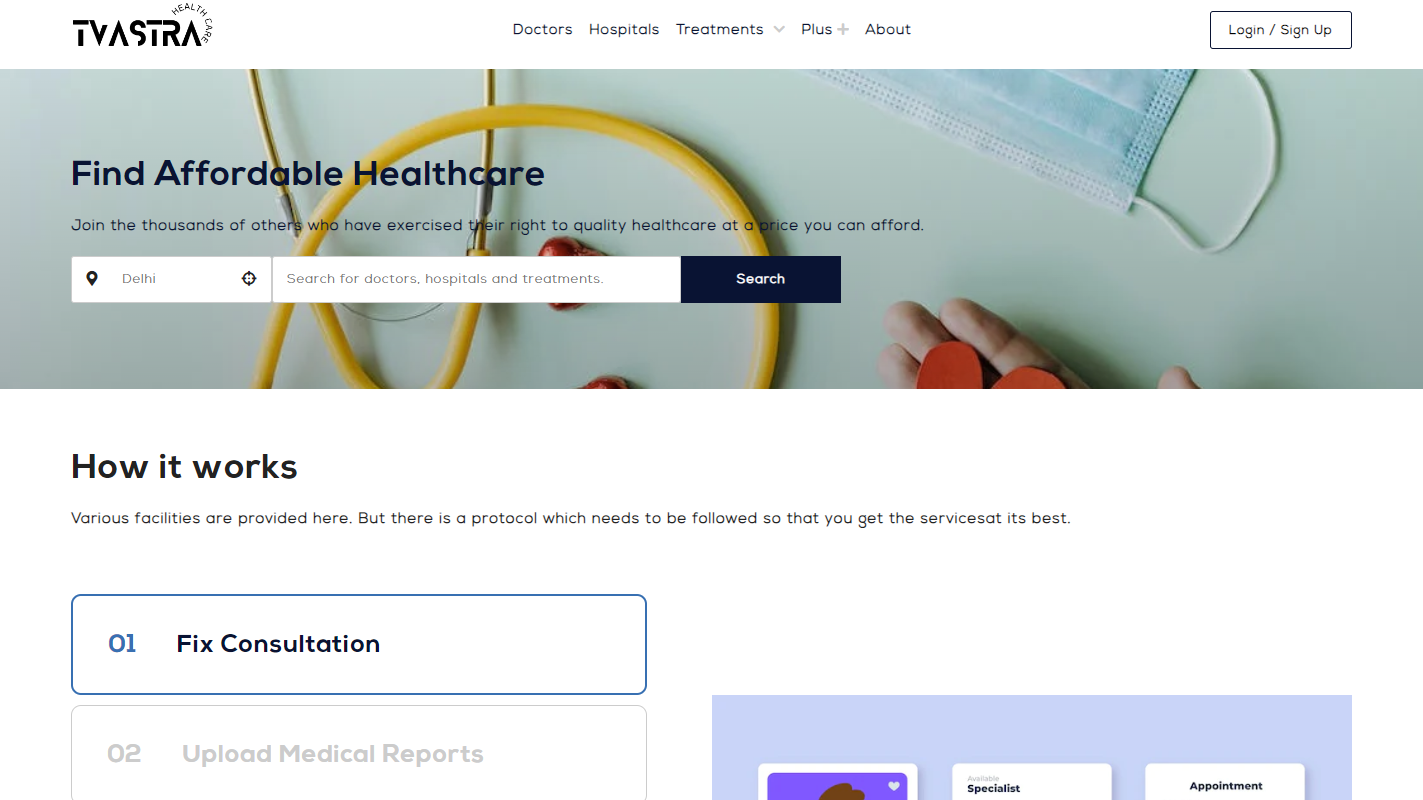 TVASTRA HEALTH CARE
Doctors Hospitals Treatments Plus About
Login / Sign Up
Find Affordable Healthcare
Join the thousands of others who have exercised their right to quality healthcare at a price you can afford.
Delhi
Search for doctors, hospitals and treatments.
Search
How it works
Various facilities are provided here. But there is a protocol which needs to be followed so that you get the servicesat its best.
01 Fix Consultation
02 Upload Medical Reports
Available
Specialist
Appointment